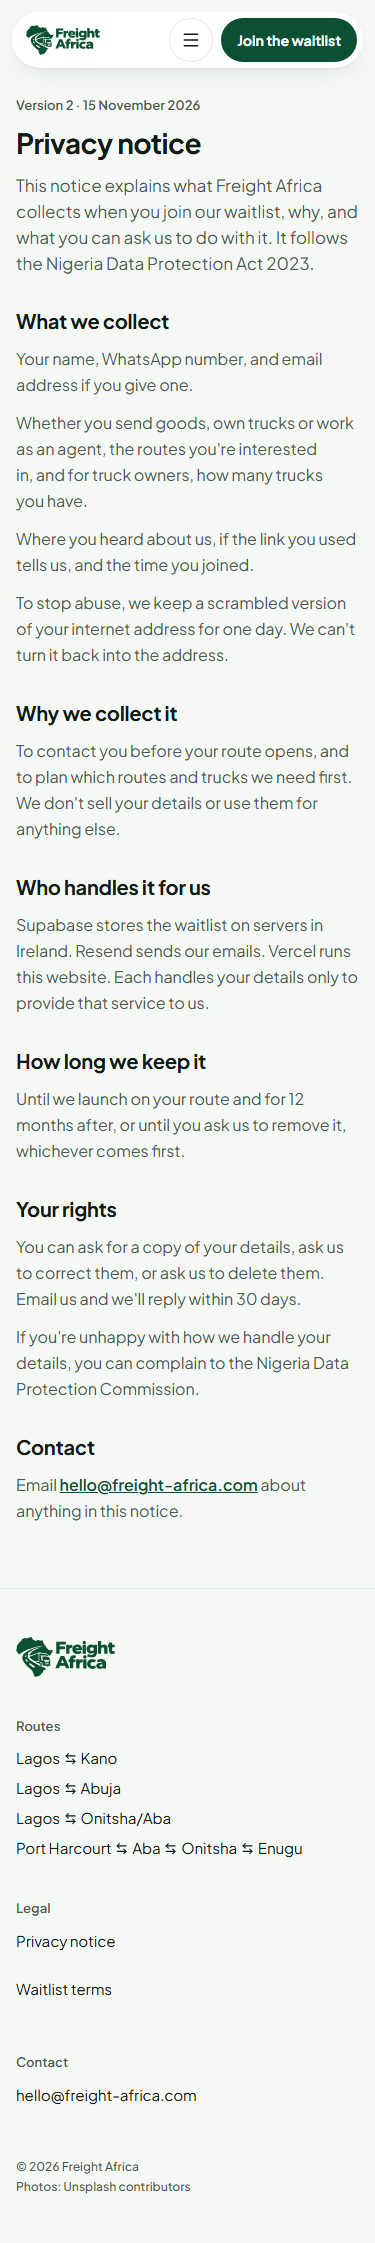 Freight
Africa
Join the waitlist
Version 2 · 15 November 2026
Privacy notice
This notice explains what Freight Africa
collects when you join our waitlist, why, and
what you can ask us to do with it. It follows
the Nigeria Data Protection Act 2023.
What we collect
Your name, WhatsApp number, and email
address if you give one.
Whether you send goods, own trucks or work
as an agent, the routes you're interested
in, and for truck owners, how many trucks
you have.
Where you heard about us, if the link you used
tells us, and the time you joined.
To stop abuse, we keep a scrambled version
of your internet address for one day. We can't
turn it back into the address.
Why we collect it
To contact you before your route opens, and
to plan which routes and trucks we need first.
We don't sell your details or use them for
anything else.
Who handles it for us
Supabase stores the waitlist on servers in
Ireland. Resend sends our emails. Vercel runs
this website. Each handles your details only to
provide that service to us.
How long we keep it
Until we launch on your route and for 12
months after, or until you ask us to remove it,
whichever comes first.
Your rights
You can ask for a copy of your details, ask us
to correct them, or ask us to delete them.
Email us and we'll reply within 30 days.
If you're unhappy with how we handle your
details, you can complain to the Nigeria Data
Protection Commission.
Contact
Email hello@freight-africa.com about
anything in this notice.
Freight
Africa
Routes
Lagos ⇆ Kano
Lagos ⇆ Abuja
Lagos ⇆ Onitsha/Aba
Port Harcourt ⇆ Aba ⇆ Onitsha ⇆ Enugu
Legal
Privacy notice
Waitlist terms
Contact
hello@freight-africa.com
© 2026 Freight Africa
Photos: Unsplash contributors